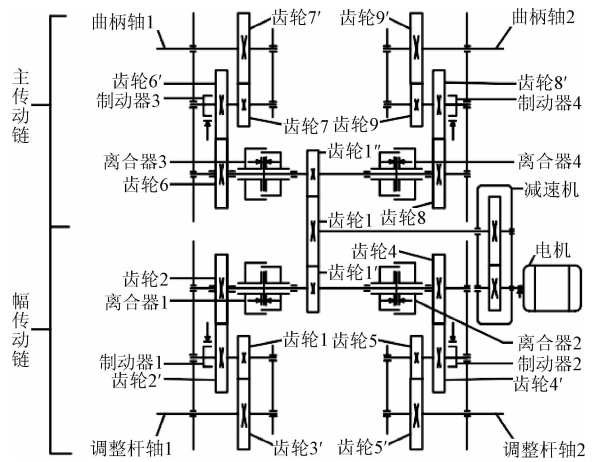 曲柄轴1
齿轮7′
齿轮9′
曲柄轴2
主传动链
齿轮6′
齿轮8′
制动器3
制动器4
齿轮7
齿轮9
离合器3
齿轮1″
离合器4
齿轮6
齿轮8
减速机
齿轮1
齿轮4
电机
齿轮2
齿轮1′
离合器1
幅传动链
齿轮1
齿轮5
离合器2
制动器1
制动器2
齿轮2′
齿轮4′
调整杆轴1
齿轮3′
齿轮5′
调整杆轴2